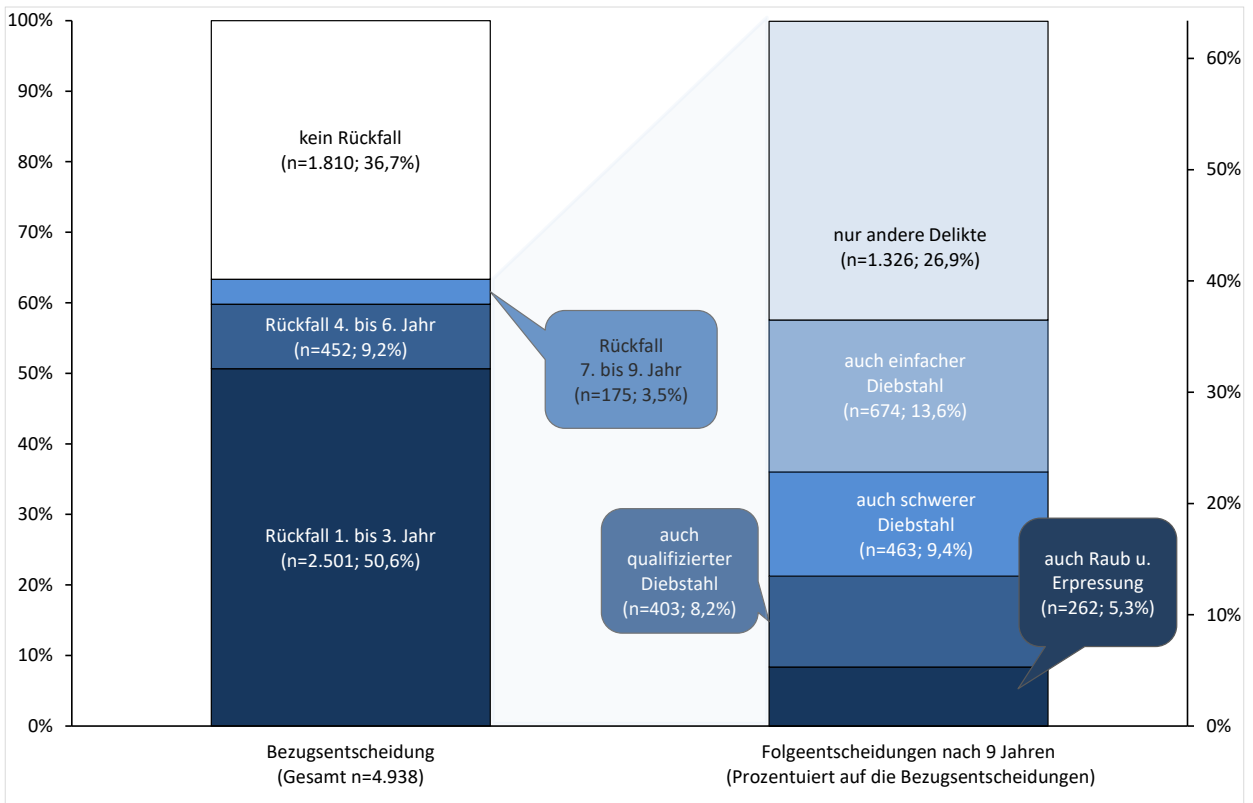 100%
90%
80%
70%
60%
50%
40%
30%
20%
10%
0%
kein Rückfall
(n=1.810; 36,7%)
Rückfall 4. bis 6. Jahr
(n=452; 9,2%)
Rückfall 1. bis 3. Jahr
(n=2.501; 50,6%)
Rückfall
7. bis 9. Jahr
(n=175; 3,5%)
nur andere Delikte
(n=1.326; 26,9%)
auch einfacher
Diebstahl
(n=674; 13,6%)
auch schwerer
Diebstahl
(n=463; 9,4%)
auch
qualifizierter
Diebstahl
(n=403; 8,2%)
auch Raub u.
Erpressung
(n=262; 5,3%)
60%
50%
40%
30%
20%
10%
0%
Bezugsentscheidung
(Gesamt n=4.938)
Folgeentscheidungen nach 9 Jahren
(Prozentuiert auf die Bezugsentscheidungen)